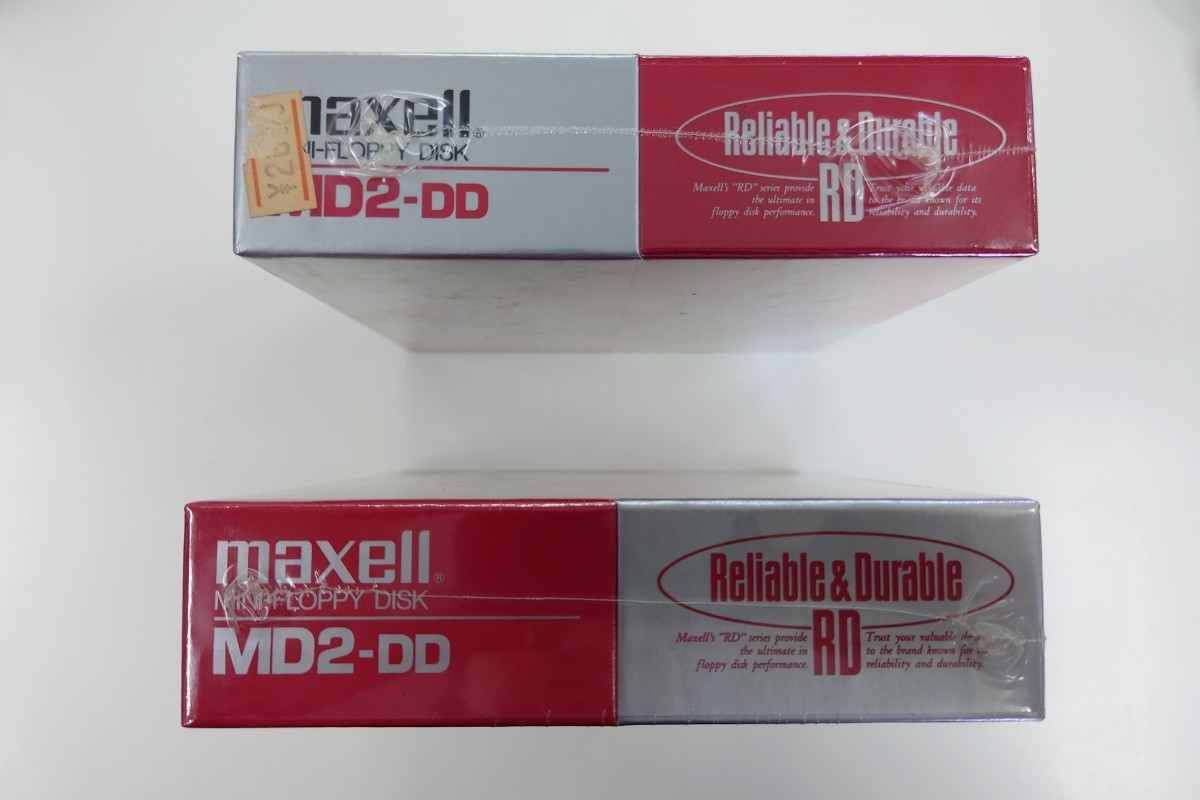 maxell®
MINI-FLOPPY DISK
MD2-DD
Reliable & Durable
RD
Maxell's "RD" series provide
the ultimate in
floppy disk performance.
Trust your valuable data
to the brand known for its
reliability and durability.
maxell®
MINI-FLOPPY DISK
MD2-DD
Reliable & Durable
RD
Maxell's "RD" series provide
the ultimate in
floppy disk performance.
Trust your valuable data
to the brand known for its
reliability and durability.